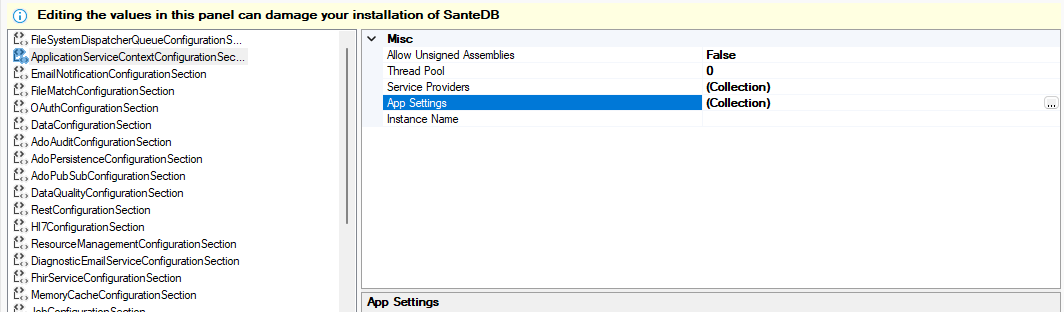 Editing the values in this panel can damage your installation of SanteDB
FileSystemDispatcherQueueConfigurationS...
ApplicationServiceContextConfigurationSec...
EmailNotificationConfigurationSection
FileMatchConfigurationSection
OAuthConfigurationSection
DataConfigurationSection
AdoAuditConfigurationSection
AdoPersistenceConfigurationSection
AdoPubSubConfigurationSection
DataQualityConfigurationSection
RestConfigurationSection
Hl7ConfigurationSection
ResourceManagementConfigurationSection
DiagnosticEmailServiceConfigurationSection
FhirServiceConfigurationSection
MemoryCacheConfigurationSection
JobConfigurationSection
Misc
Allow Unsigned Assemblies False
Thread Pool 0
Service Providers (Collection)
App Settings (Collection) ...
Instance Name
App Settings